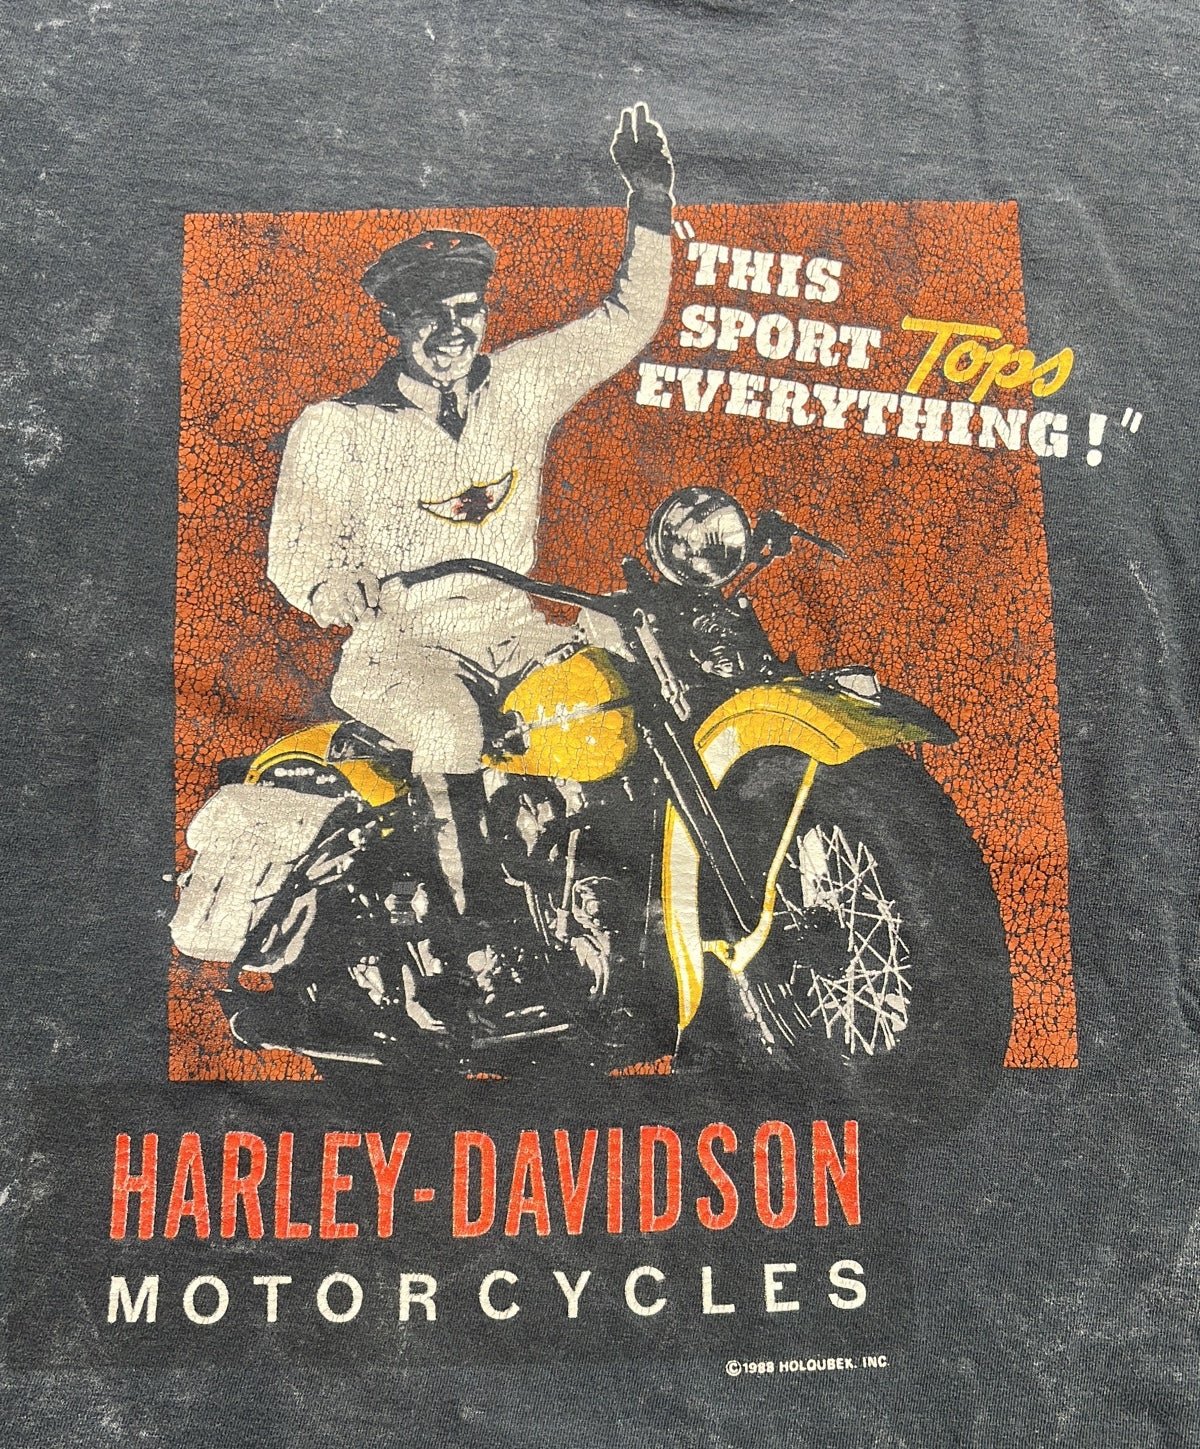 "THIS
SPORT Tops
EVERYTHING!"
HARLEY-DAVIDSON
MOTORCYCLES
©1988 HOLOUBEK, INC